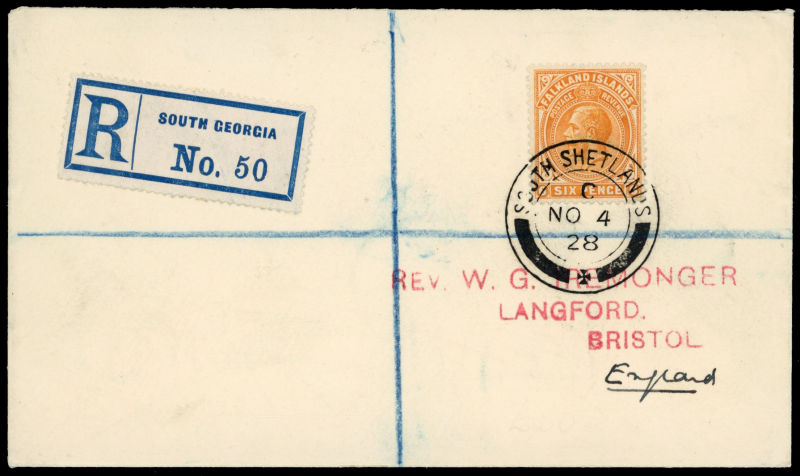 R
SOUTH GEORGIA
No. 50
FALKLAND ISLANDS
POSTAGE REVENUE
SIX PENCE
SOUTH SHETLANDS
C
NO 4
28
REV. W. G. TREMONGER
LANGFORD.
BRISTOL
England